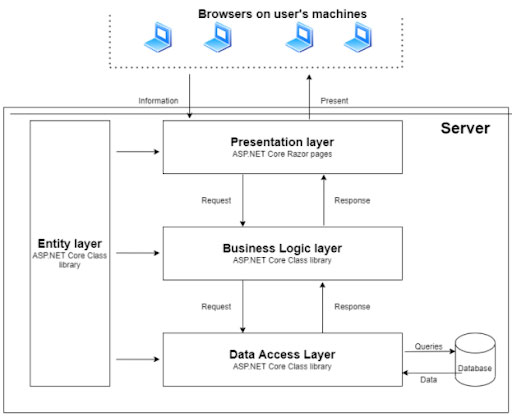 Browsers on user's machines
Information
Present
Server
Presentation layer
ASP.NET Core Razor pages
Request
Response
Entity layer
ASP.NET Core Class
library
Business Logic layer
ASP.NET Core Class library
Request
Response
Data Access Layer
ASP.NET Core Class library
Queries
Data
Database